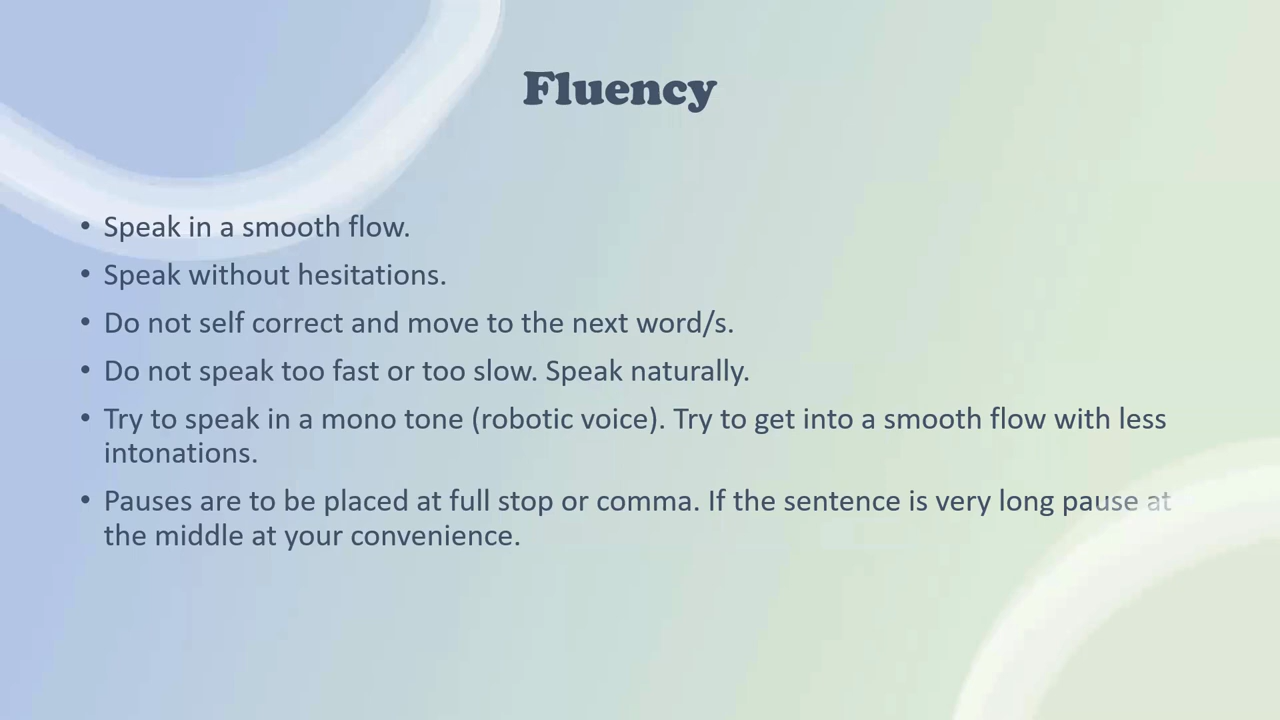 Fluency
• Speak in a smooth flow.
• Speak without hesitations.
• Do not self correct and move to the next word/s.
• Do not speak too fast or too slow. Speak naturally.
• Try to speak in a mono tone (robotic voice). Try to get into a smooth flow with less
intonations.
• Pauses are to be placed at full stop or comma. If the sentence is very long pause at
the middle at your convenience.